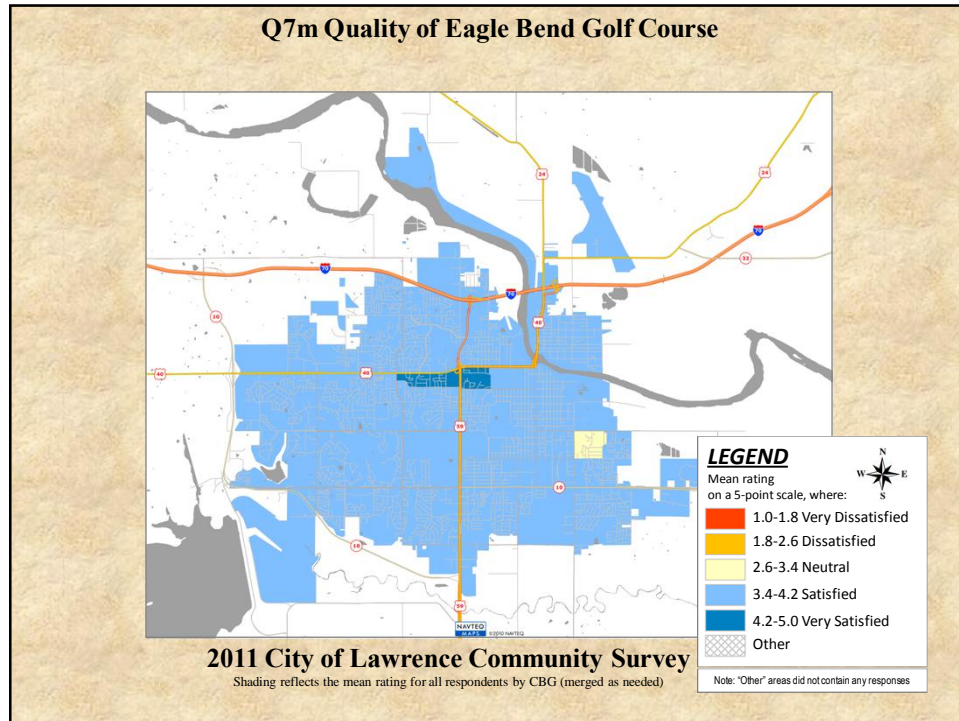 Q7m Quality of Eagle Bend Golf Course
24
24
70
32
70
70
10
40
40
40
59
10
10
59
NAVTEQ
MAPS
©2010 NAVTEQ
LEGEND
Mean rating
on a 5-point scale, where:
N
W E
S
1.0-1.8 Very Dissatisfied
1.8-2.6 Dissatisfied
2.6-3.4 Neutral
3.4-4.2 Satisfied
4.2-5.0 Very Satisfied
Other
Note: "Other" areas did not contain any responses
2011 City of Lawrence Community Survey
Shading reflects the mean rating for all respondents by CBG (merged as needed)